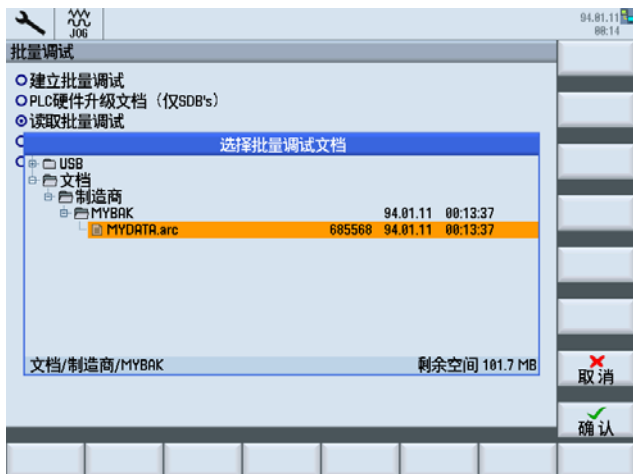 JOG
94.01.11
00:14
批量调试
建立批量调试
PLC硬件升级文档（仅SDB's）
读取批量调试
选择批量调试文档
USB
文档
制造商
MYBAK 94.01.11 00:13:37
MYDATA.arc 685568 94.01.11 00:13:37
文档/制造商/MYBAK 剩余空间 101.7 MB
取消
确认